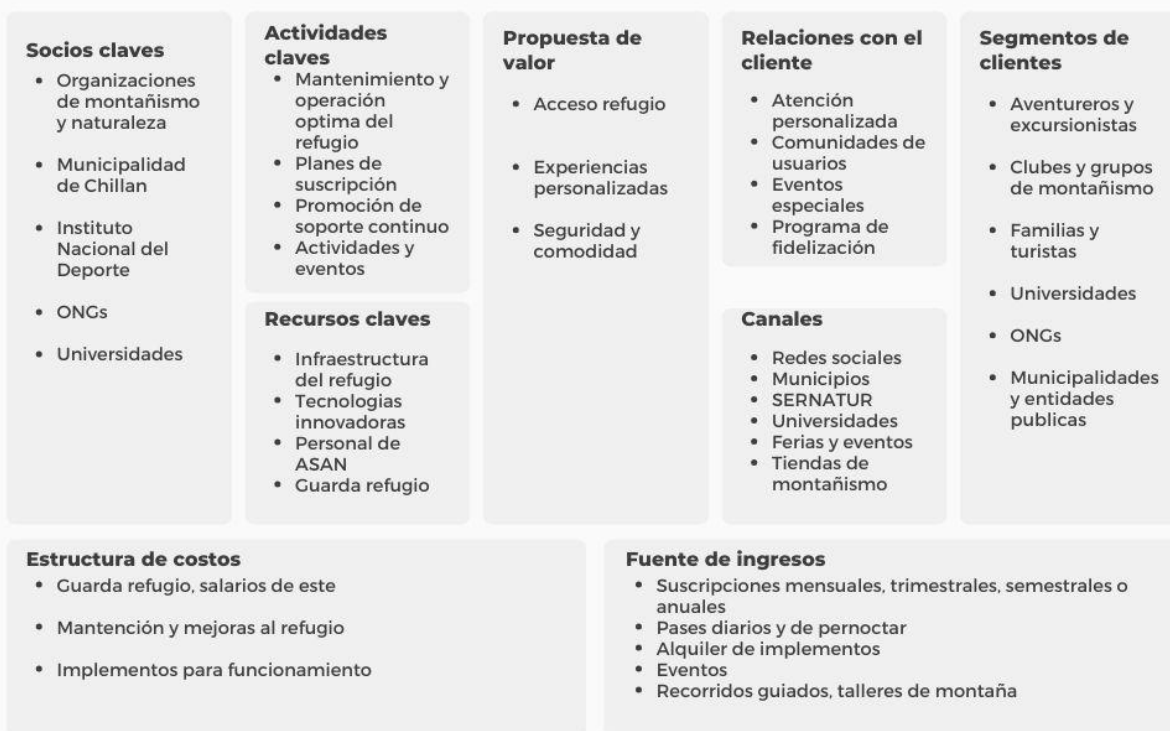 Socios claves
• Organizaciones
de montañismo
y naturaleza
• Municipalidad
de Chillan
• Instituto
Nacional del
Deporte
• ONGs
• Universidades
Actividades
claves
• Mantenimiento y
operación
optima del
refugio
• Planes de
suscripción
• Promoción de
soporte continuo
• Actividades y
eventos
Recursos claves
• Infraestructura
del refugio
• Tecnologias
innovadoras
• Personal de
ASAN
• Guarda refugio
Propuesta de
valor
• Acceso refugio
• Experiencias
personalizadas
• Seguridad y
comodidad
Relaciones con el
cliente
• Atención
personalizada
• Comunidades de
usuarios
• Eventos
especiales
• Programa de
fidelización
Canales
• Redes sociales
• Municipios
• SERNATUR
• Universidades
• Ferias y eventos
• Tiendas de
montañismo
Segmentos de
clientes
• Aventureros y
excursionistas
• Clubes y grupos
de montañismo
• Familias y
turistas
• Universidades
• ONGs
• Municipalidades
y entidades
publicas
Estructura de costos
• Guarda refugio, salarios de este
• Mantención y mejoras al refugio
• Implementos para funcionamiento
Fuente de ingresos
• Suscripciones mensuales, trimestrales, semestrales o
anuales
• Pases diarios y de pernoctar
• Alquiler de implementos
• Eventos
• Recorridos guiados, talleres de montaña